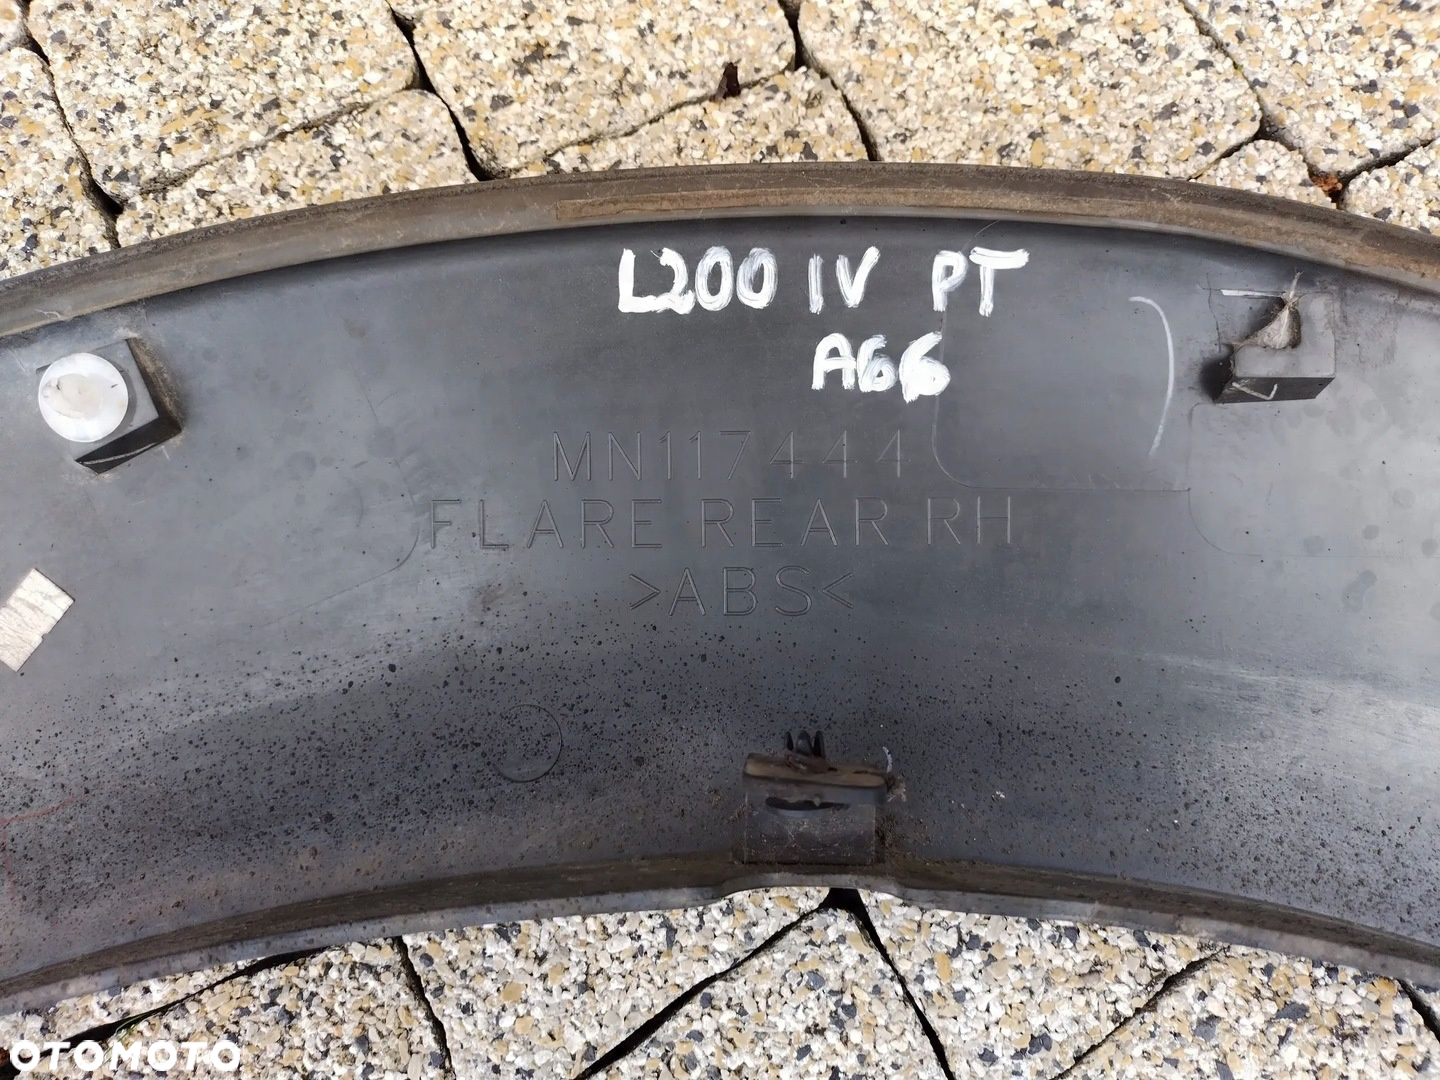 L200 IV PT
A66
MN117444
FLARE REAR RH
>ABS<
OTOMOTO